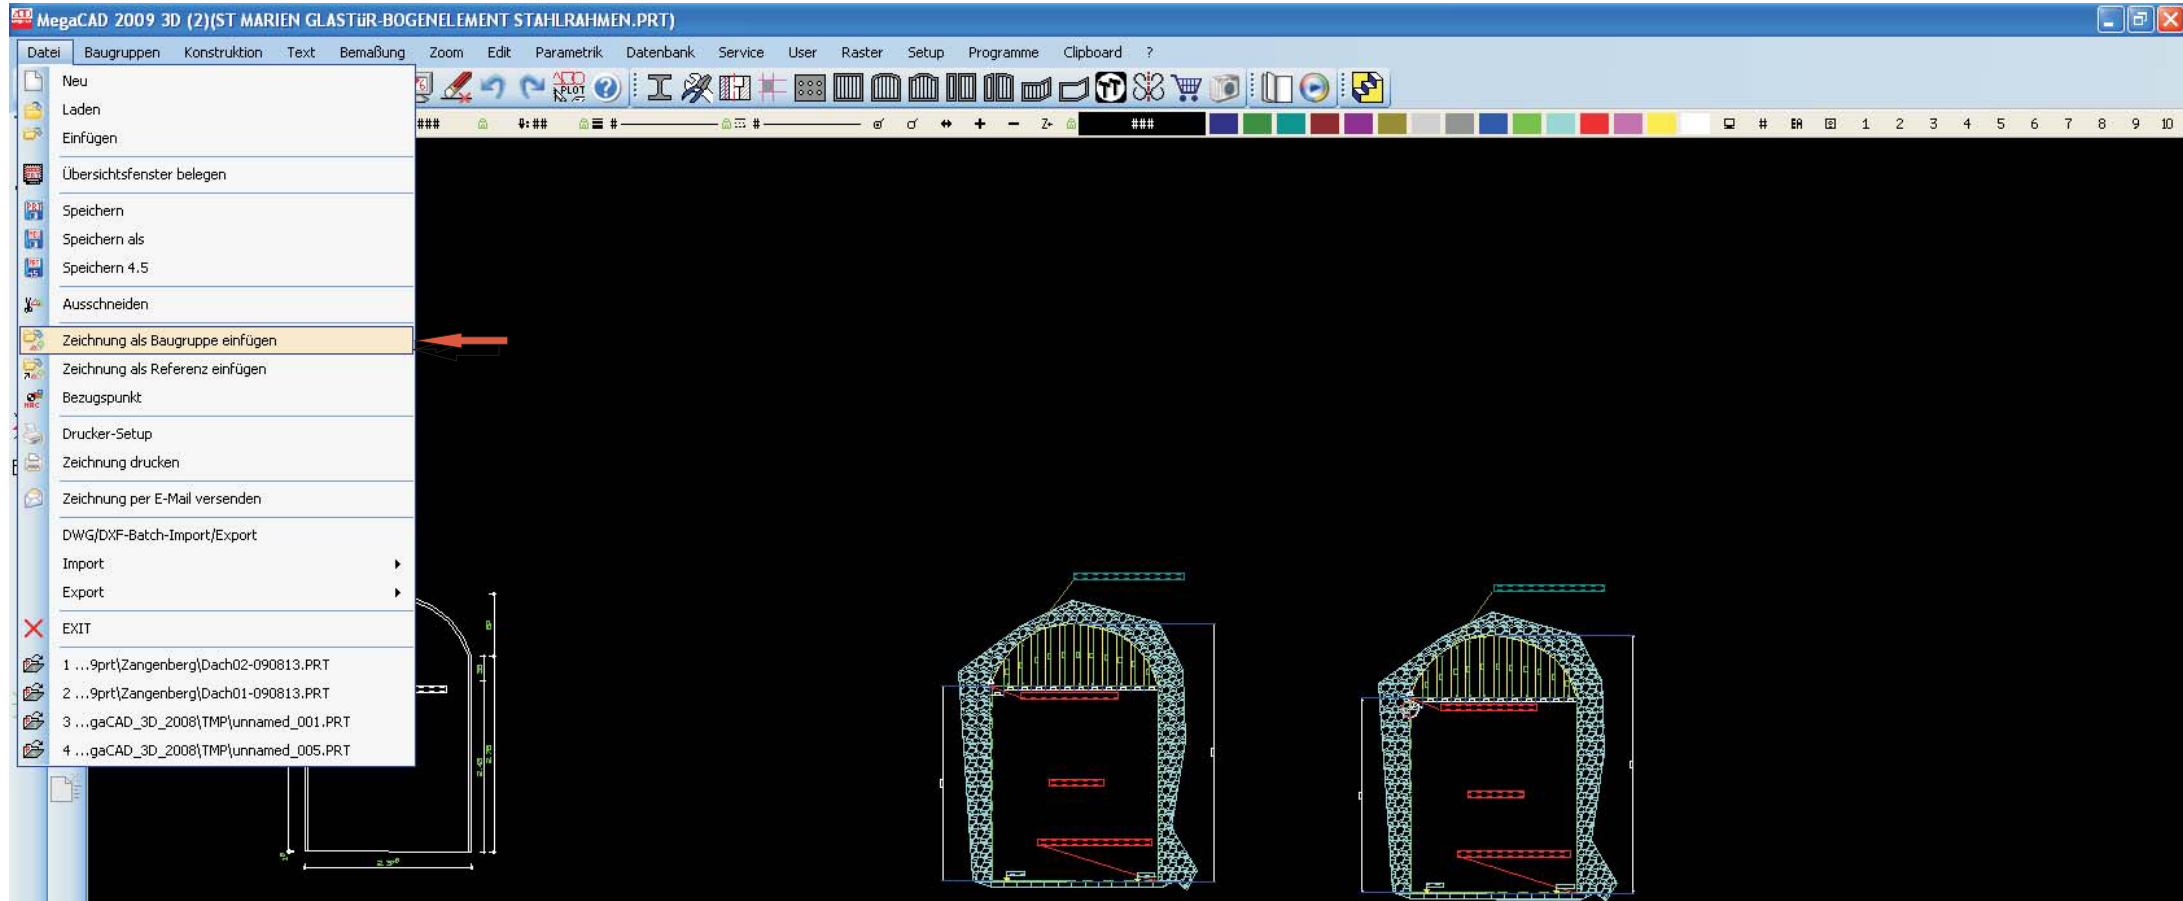 MegaCAD 2009 3D (2)(ST MARIEN GLASTüR-BOGENELEMENT STAHLRAHMEN.PRT)
Datei Baugruppen Konstruktion Text Bemaßung Zoom Edit Parametrik Datenbank Service User Raster Setup Programme Clipboard ?
PLOT
### #:## # # Z+ ### # EA 1 2 3 4 5 6 7 8 9 10
Neu
Laden
Einfügen
Übersichtsfenster belegen
Speichern
Speichern als
Speichern 4.5
Ausschneiden
Zeichnung als Baugruppe einfügen
Zeichnung als Referenz einfügen
Bezugspunkt
Drucker-Setup
Zeichnung drucken
Zeichnung per E-Mail versenden
DWG/DXF-Batch-Import/Export
Import
Export
EXIT
1 ...9prt\Zangenberg\Dach02-090813.PRT
2 ...9prt\Zangenberg\Dach01-090813.PRT
3 ...gaCAD_3D_2008\TMP\unnamed_001.PRT
4 ...gaCAD_3D_2008\TMP\unnamed_005.PRT